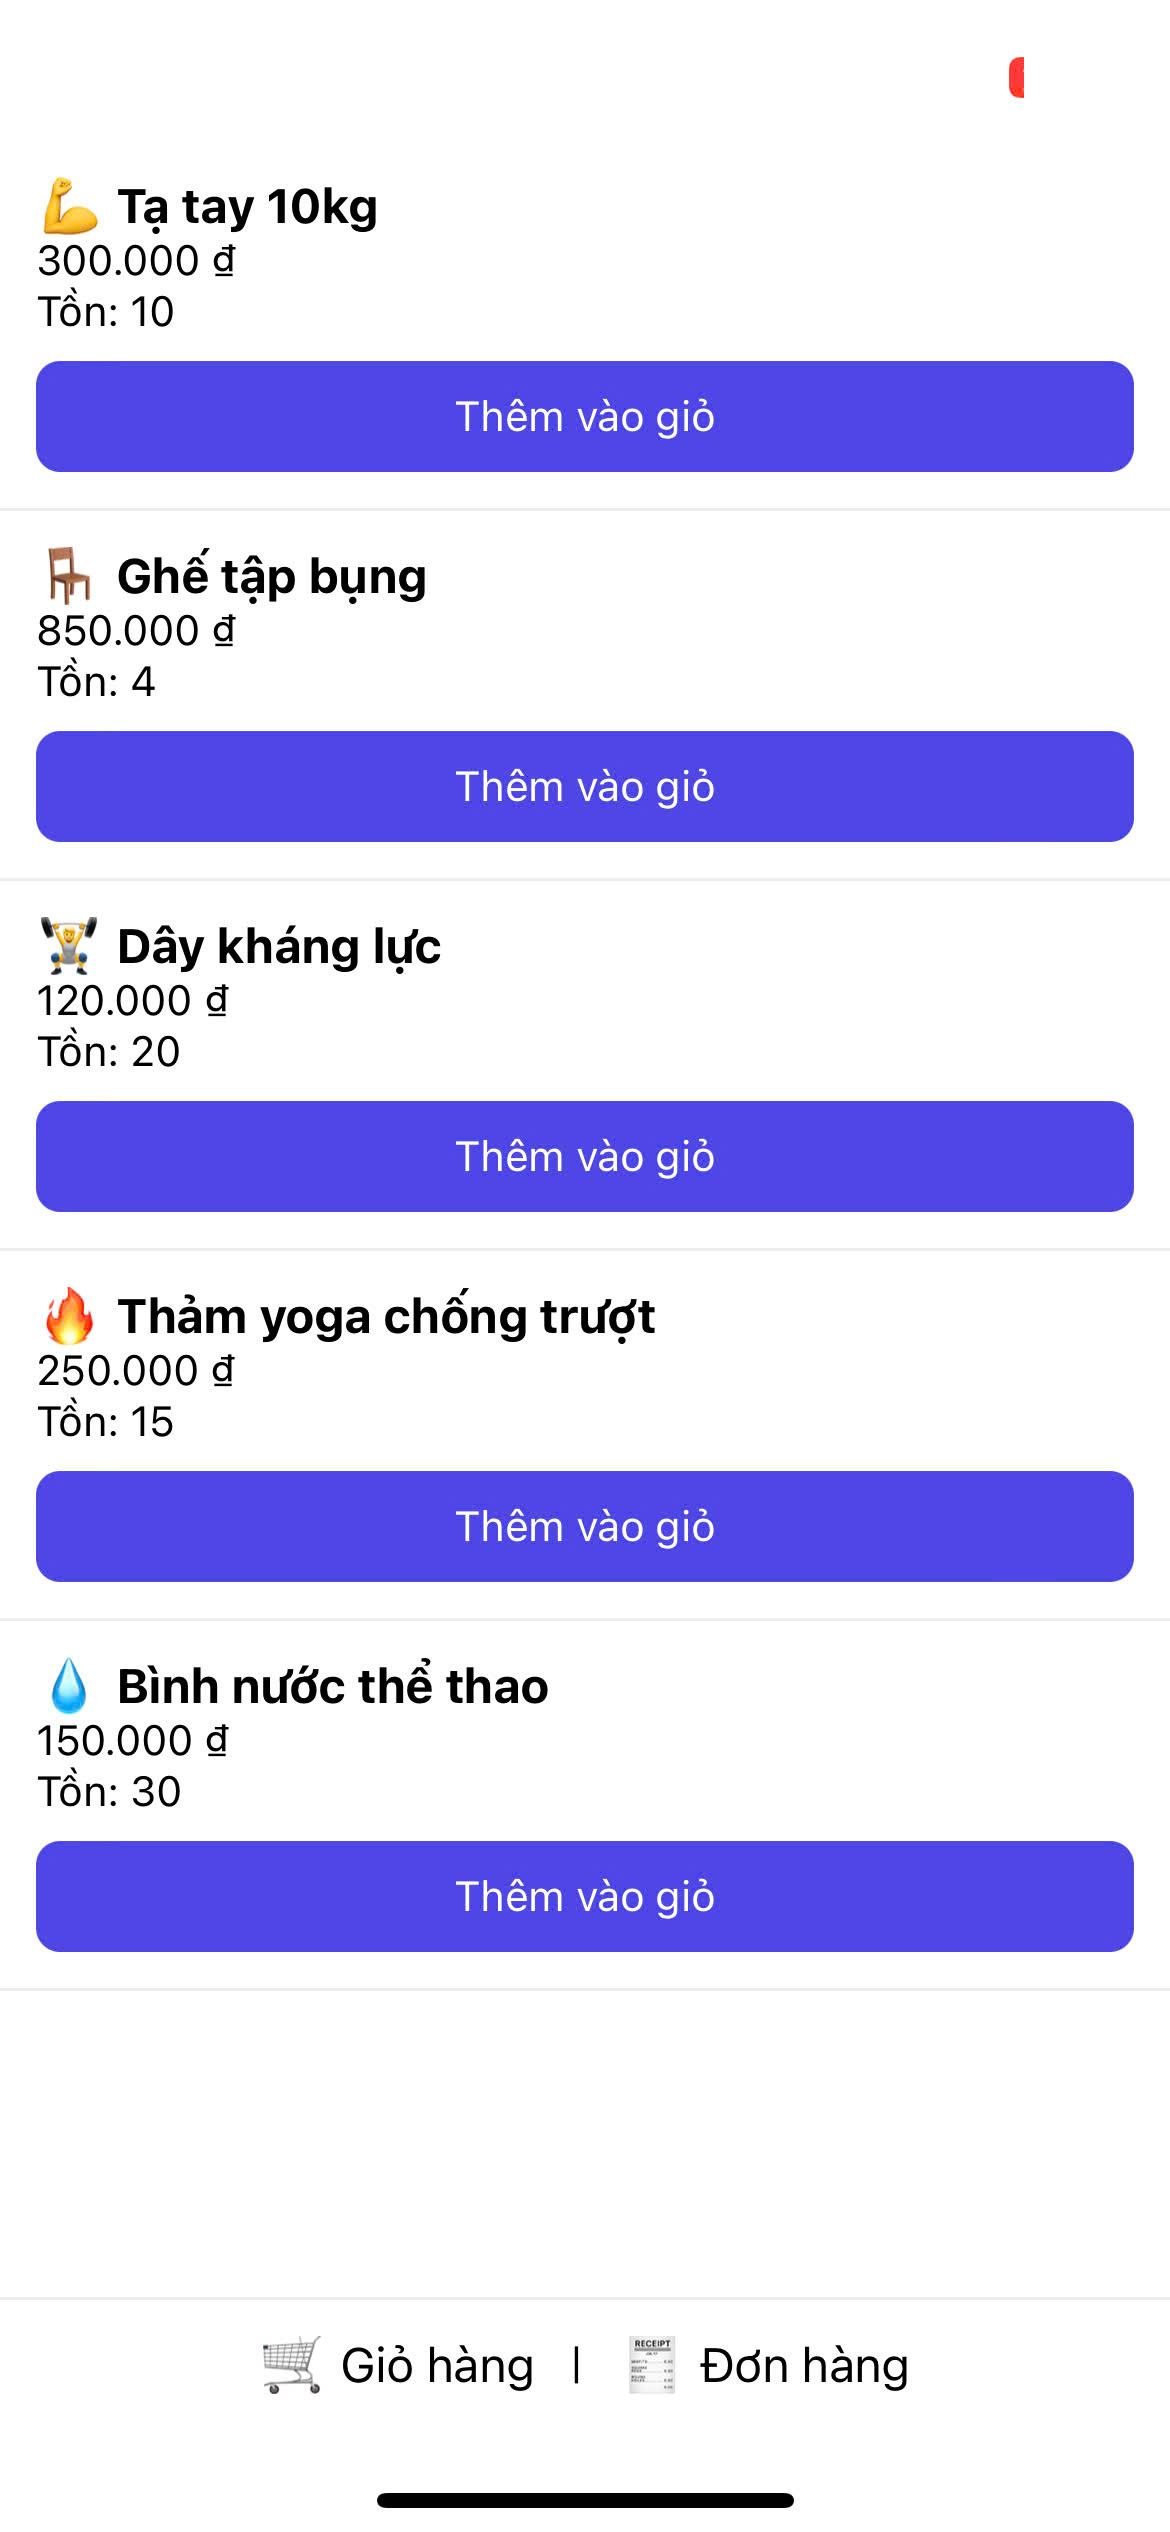 Tạ tay 10kg
300.000 ₫
Tồn: 10
Thêm vào giỏ
Ghế tập bụng
850.000 ₫
Tồn: 4
Thêm vào giỏ
Dây kháng lực
120.000 ₫
Tồn: 20
Thêm vào giỏ
Thảm yoga chống trượt
250.000 ₫
Tồn: 15
Thêm vào giỏ
Bình nước thể thao
150.000 ₫
Tồn: 30
Thêm vào giỏ
Giỏ hàng | Đơn hàng